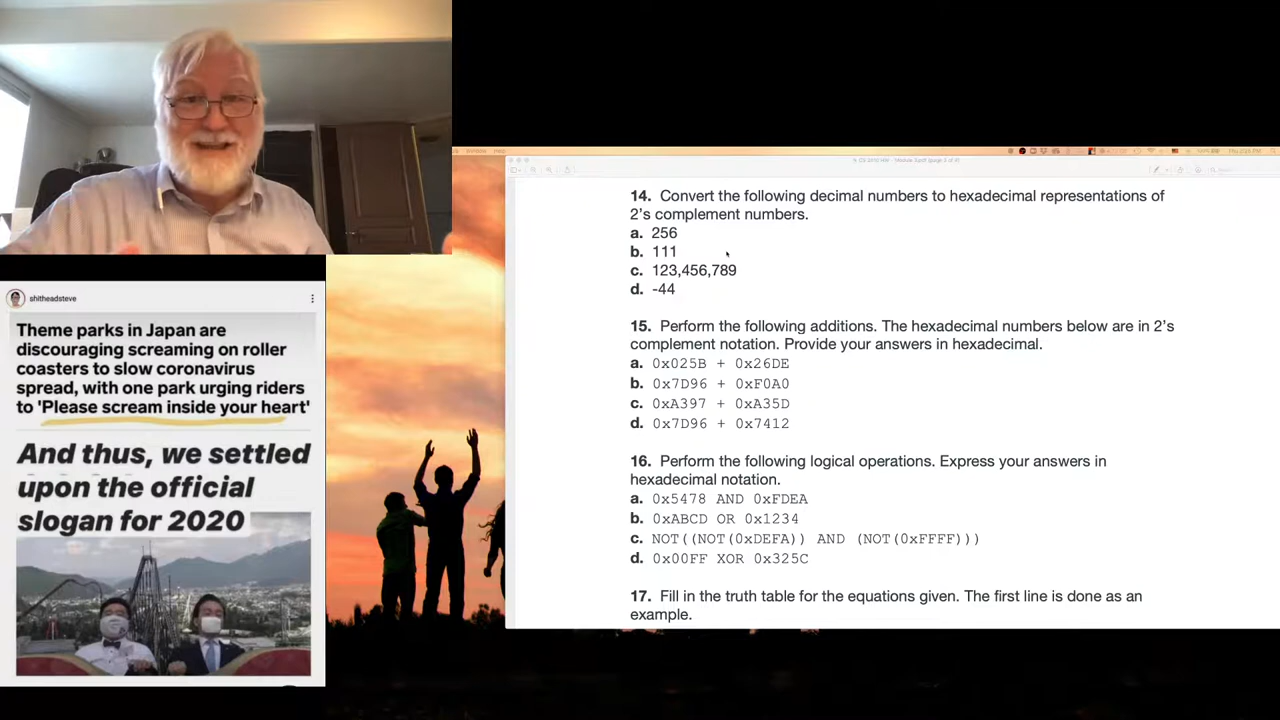 shitheadsteve
Theme parks in Japan are
discouraging screaming on roller
coasters to slow coronavirus
spread, with one park urging riders
to 'Please scream inside your heart'
And thus, we settled
upon the official
slogan for 2020
14. Convert the following decimal numbers to hexadecimal representations of
2's complement numbers.
a. 256
b. 111
c. 123,456,789
d. -44
15. Perform the following additions. The hexadecimal numbers below are in 2's
complement notation. Provide your answers in hexadecimal.
a. 0x025B + 0x26DE
b. 0x7D96 + 0xF0A0
c. 0xA397 + 0xA35D
d. 0x7D96 + 0x7412
16. Perform the following logical operations. Express your answers in
hexadecimal notation.
a. 0x5478 AND 0xFDEA
b. 0xABCD OR 0x1234
c. NOT((NOT(0xDEFA)) AND (NOT(0xFFFF)))
d. 0x00FF XOR 0x325C
17. Fill in the truth table for the equations given. The first line is done as an
example.